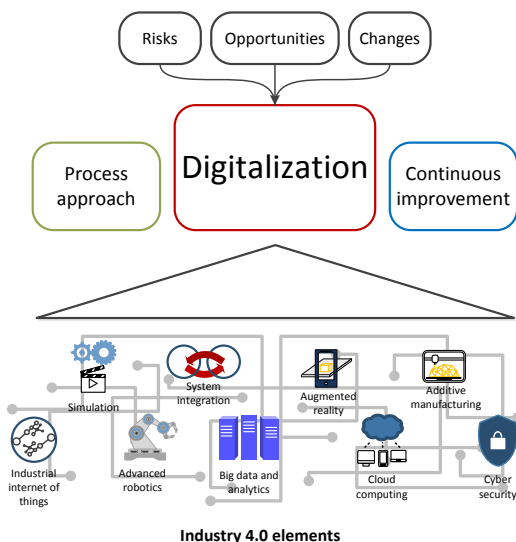 Risks
Opportunities
Changes
Process
approach
Digitalization
Continuous
improvement
Simulation
System
integration
Augmented
reality
Additive
manufacturing
Industrial
internet of
things
Advanced
robotics
Big data and
analytics
Cloud
computing
Cyber
security
Industry 4.0 elements